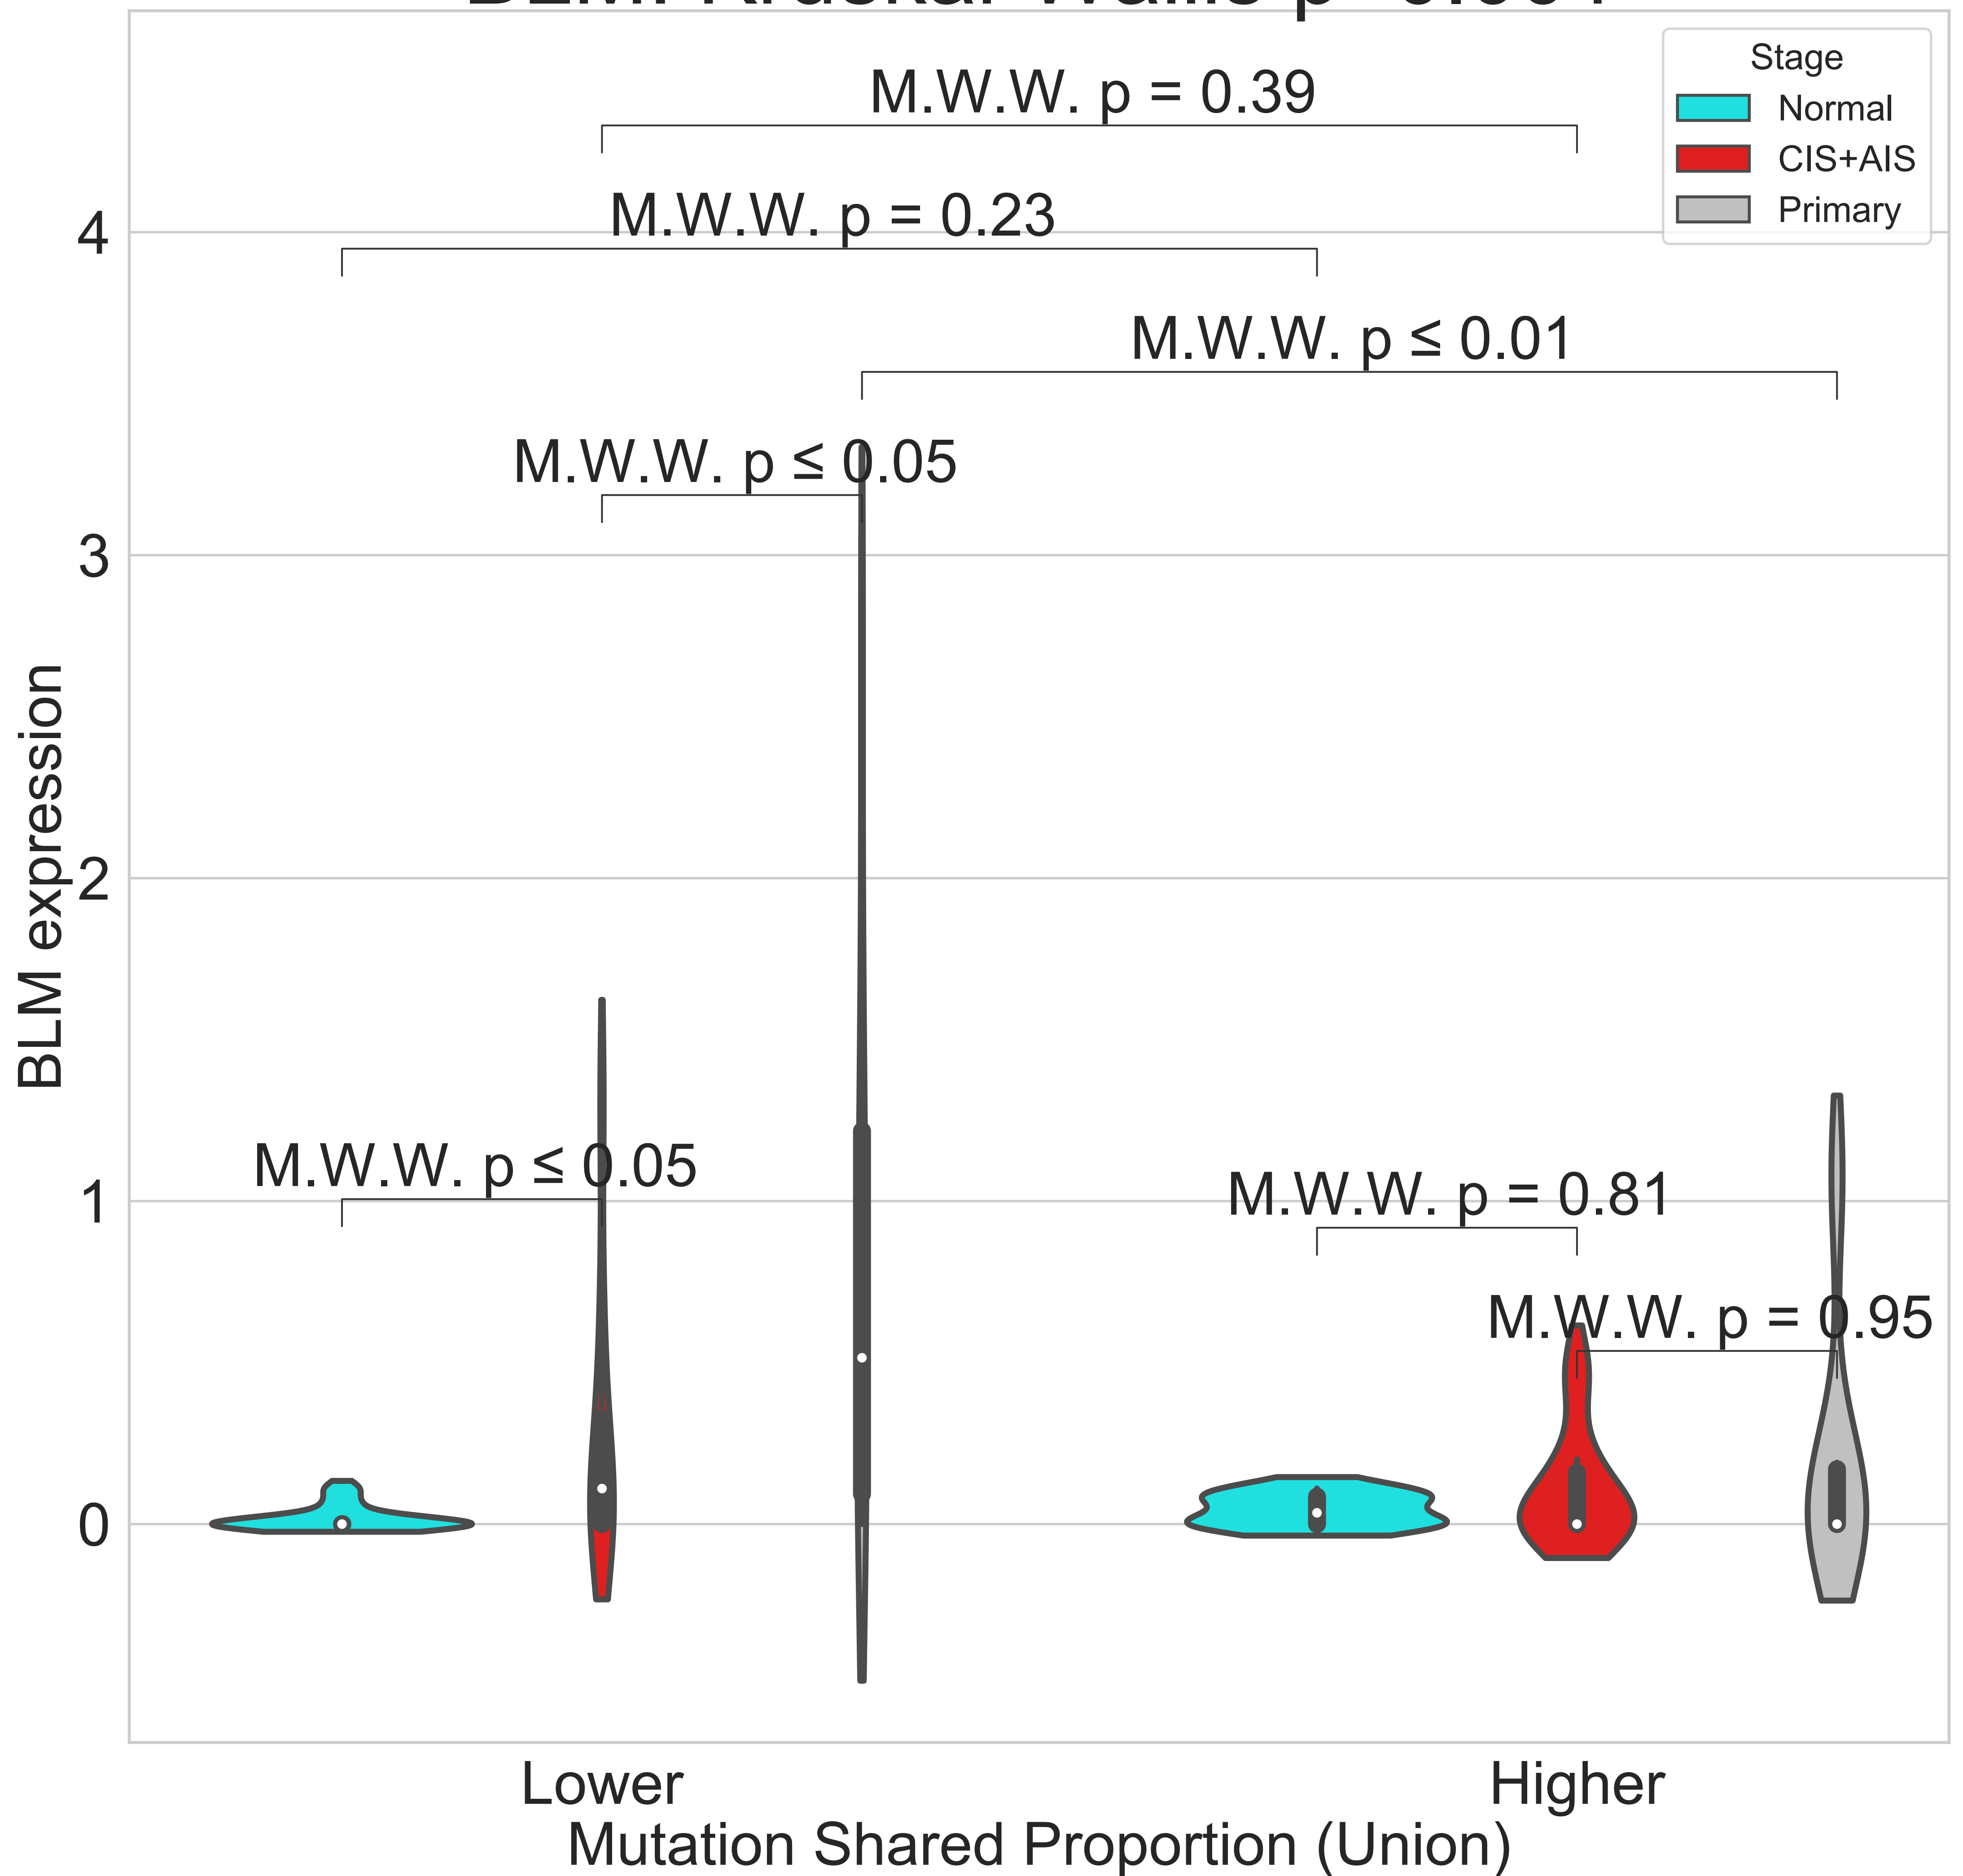 Stage
Normal
CIS+AIS
Primary
M.W.W. p = 0.39
M.W.W. p = 0.23
M.W.W. p ≤ 0.01
M.W.W. p ≤ 0.05
M.W.W. p ≤ 0.05
M.W.W. p = 0.81
M.W.W. p = 0.95
BLM expression
4
3
2
1
0
Lower
Higher
Mutation Shared Proportion (Union)